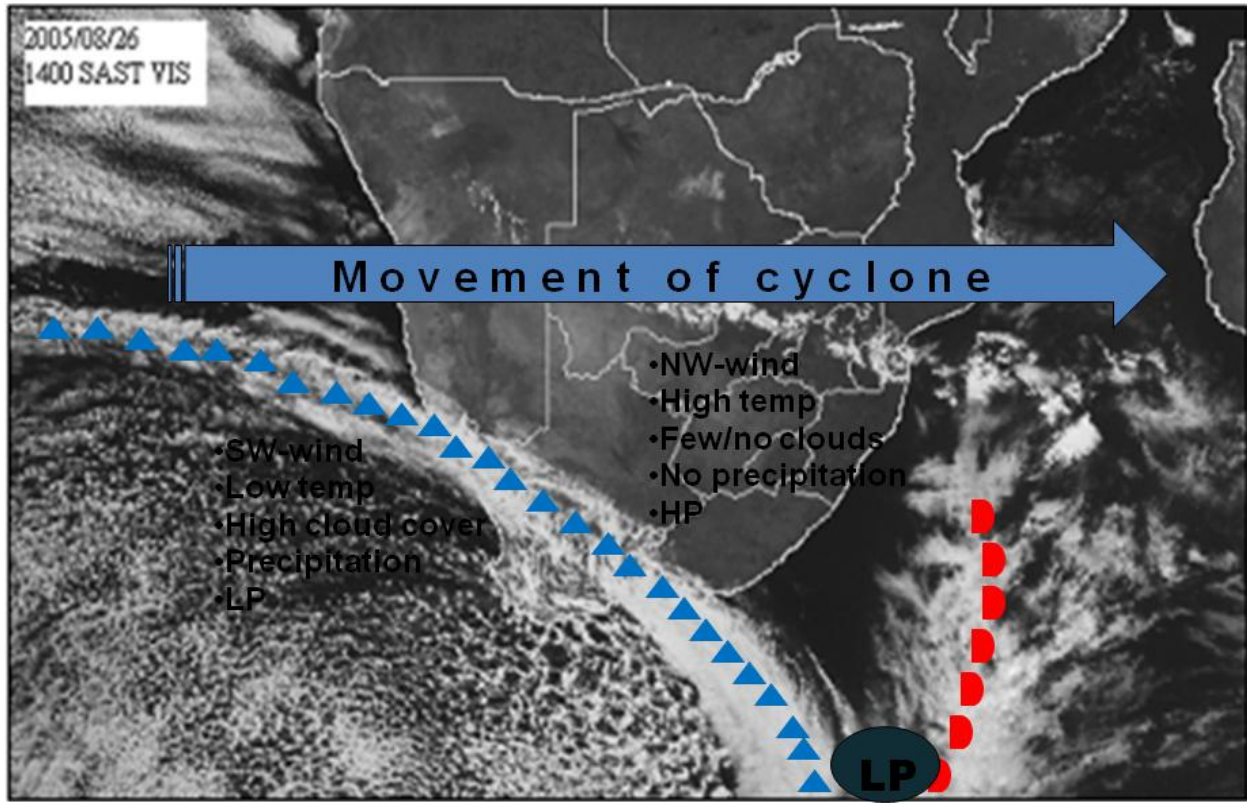 2005/08/26
1400 SAST VIS
Movement of cyclone
•NW-wind
•High temp
•Few/no clouds
•No precipitation
•HP
•SW-wind
•Low temp
•High cloud cover
•Precipitation
•LP
LP